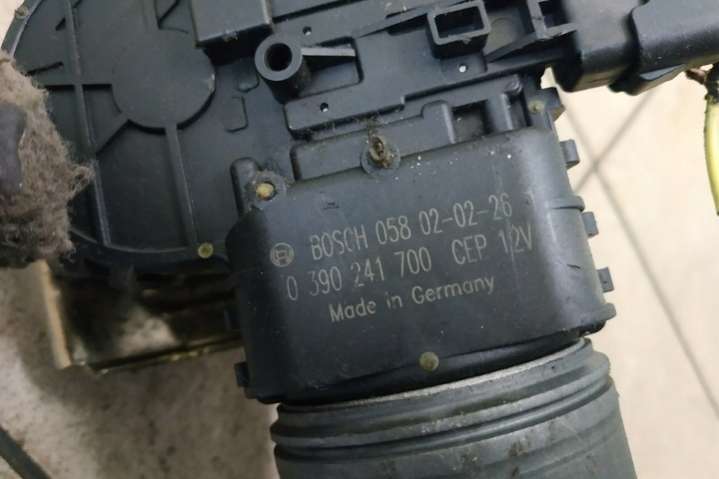 BOSCH 058 02-02-26
0 390 241 700 CEP 12V
Made in Germany